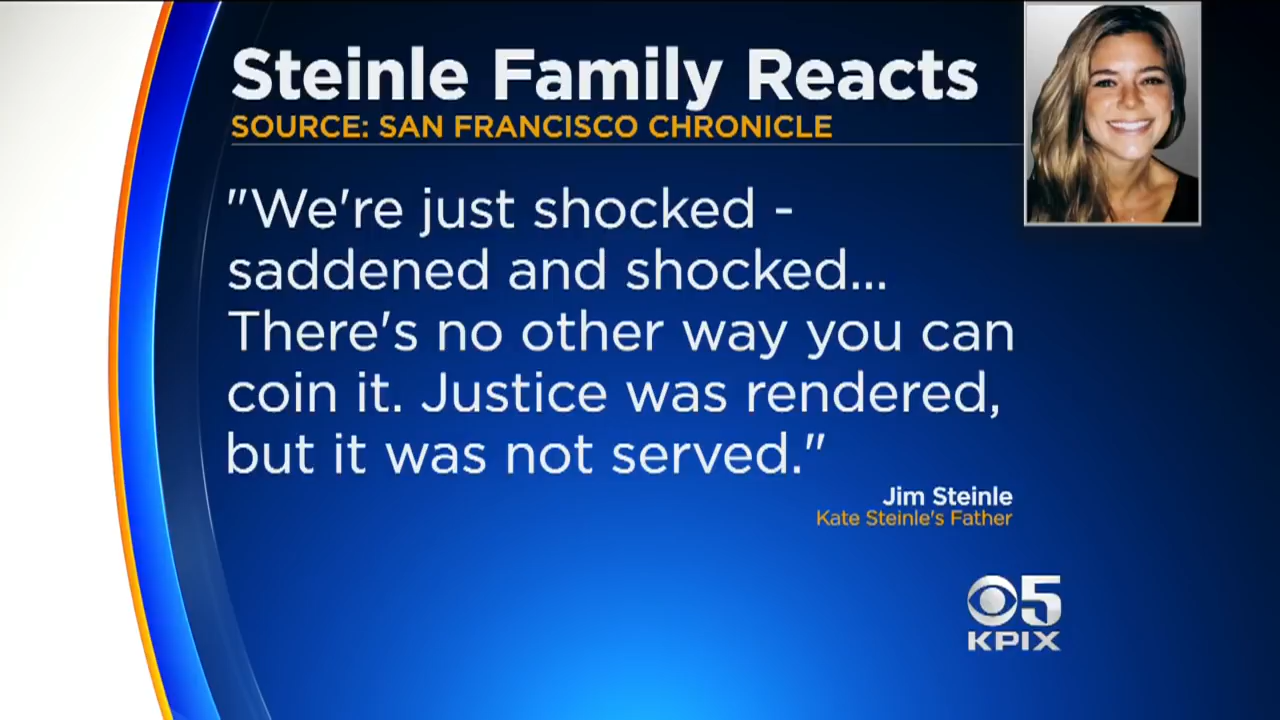 Steinle Family Reacts
SOURCE: SAN FRANCISCO CHRONICLE
"We're just shocked -
saddened and shocked...
There's no other way you can
coin it. Justice was rendered,
but it was not served."
Jim Steinle
Kate Steinle's Father
5
KPIX